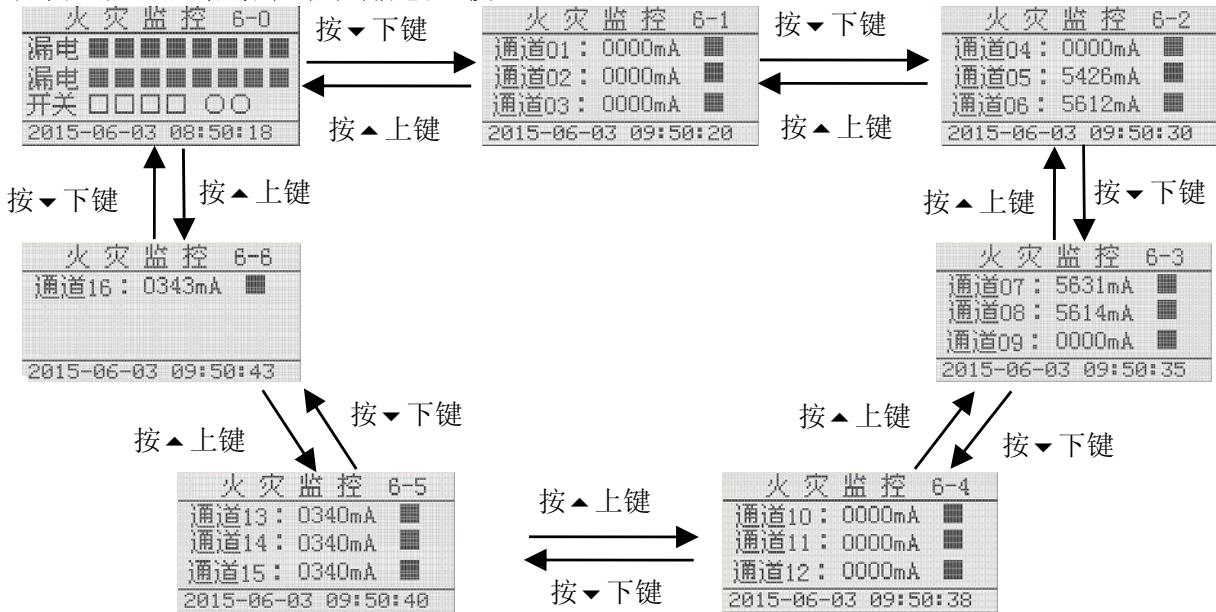 火灾监控 6-0
漏电
漏电
开关
2015-06-03 08:50:18
按▼下键
按▲上键
火灾监控 6-1
通道01：0000mA
通道02：0000mA
通道03：0000mA
2015-06-03 09:50:20
按▼下键
按▲上键
火灾监控 6-2
通道04：0000mA
通道05：5426mA
通道06：5612mA
2015-06-03 09:50:30
按▼下键
按▲上键
按▲上键
按▼下键
火灾监控 6-6
通道16：0343mA
2015-06-03 09:50:43
火灾监控 6-3
通道07：5631mA
通道08：5614mA
通道09：0000mA
2015-06-03 09:50:35
按▲上键
按▼下键
按▲上键
按▼下键
火灾监控 6-5
通道13：0340mA
通道14：0340mA
通道15：0340mA
2015-06-03 09:50:40
按▲上键
按▼下键
火灾监控 6-4
通道10：0000mA
通道11：0000mA
通道12：0000mA
2015-06-03 09:50:38